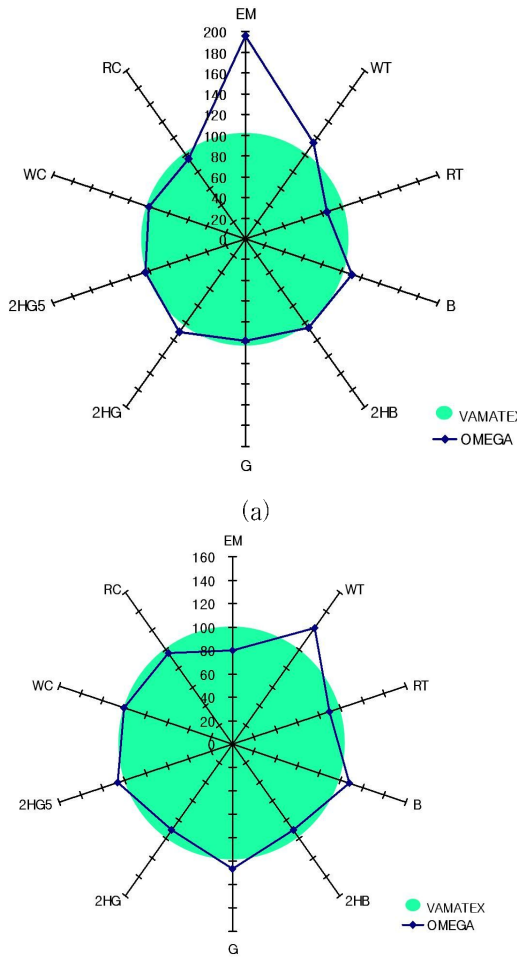 EM
200
180
160
140
120
100
80
60
40
20
0
RC
WT
WC
RT
2HG5
B
2HG
2HB
G
VAMATEX
OMEGA
(a)
EM
160
140
120
100
80
60
40
20
0
RC
WT
WC
RT
2HG5
B
2HG
2HB
G
VAMATEX
OMEGA